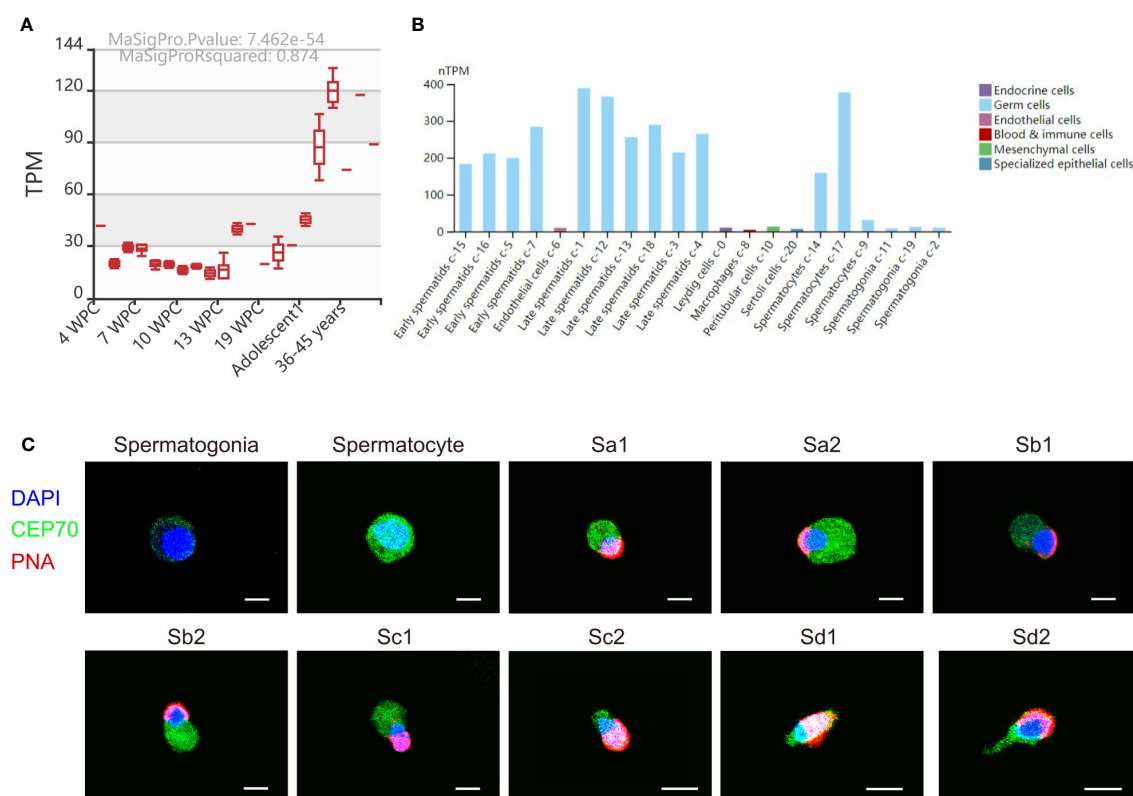 A
MaSigPro.Pvalue: 7.462e-54
MaSigProRsquared: 0.874
TPM
144
120
90
60
30
0
4 WPC
7 WPC
10 WPC
13 WPC
19 WPC
Adolescent1
36-45 years
B
nTPM
400
300
200
100
0
Early spermatids c-15
Early spermatids c-16
Early spermatids c-5
Early spermatids c-7
Endothelial cells c-6
Late spermatids c-1
Late spermatids c-12
Late spermatids c-13
Late spermatids c-18
Late spermatids c-3
Late spermatids c-4
Leydig cells c-0
Macrophages c-8
Peritubular cells c-10
Sertoli cells c-20
Spermatocytes c-14
Spermatocytes c-17
Spermatocytes c-9
Spermatogonia c-11
Spermatogonia c-19
Spermatogonia c-2
Endocrine cells
Germ cells
Endothelial cells
Blood & immune cells
Mesenchymal cells
Specialized epithelial cells
C
Spermatogonia
Spermatocyte
Sa1
Sa2
Sb1
DAPI
CEP70
PNA
Sb2
Sc1
Sc2
Sd1
Sd2